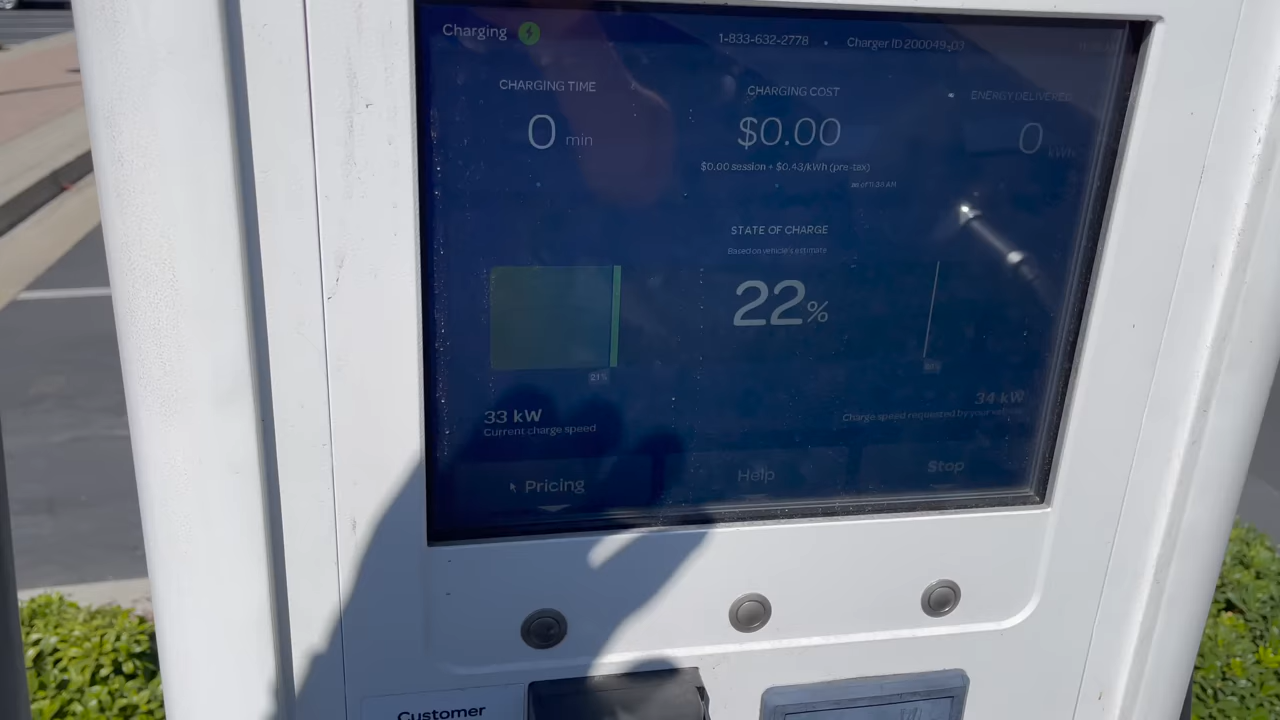 Charging
1-833-632-2778 • Charger ID 200049-03
CHARGING TIME
0 min
CHARGING COST
$0.00
$0.00 session + $0.43/kWh (pre-tax)
ENERGY DELIVERED
0 kWh
STATE OF CHARGE
Based on vehicle's estimate
22%
21%
33 kW
Current charge speed
34 kW
Charge speed requested by your vehicle
Pricing
Help
Stop
Customer